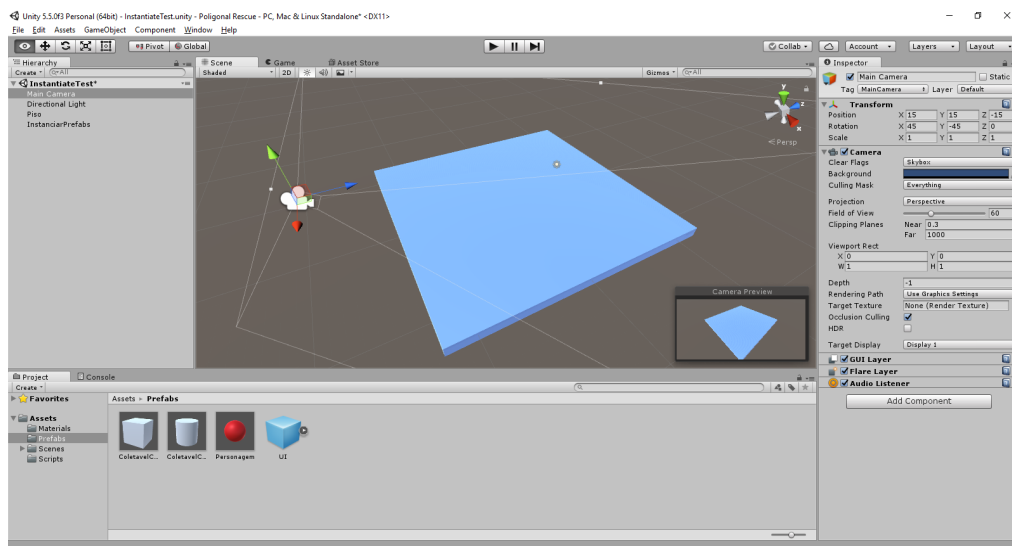 Unity 5.5.0f3 Personal (64bit) - InstantiateTest.unity - Poligonal Rescue - PC, Mac & Linux Standalone* <DX11>
File Edit Assets GameObject Component Window Help
Pivot Global Collab Account Layers Layout
Hierarchy
Create All
InstantiateTest*
Main Camera
Directional Light
Piso
InstanciarPrefabs
Scene Game Asset Store
Shaded 2D Gizmos All
y
z
x
Persp
Camera Preview
Inspector
Main Camera Static
Tag MainCamera Layer Default
Transform
Position X 15 Y 15 Z -15
Rotation X 45 Y -45 Z 0
Scale X 1 Y 1 Z 1
Camera
Clear Flags Skybox
Background
Culling Mask Everything
Projection Perspective
Field of View 60
Clipping Planes Near 0.3
Far 1000
Viewport Rect
X 0 Y 0
W 1 H 1
Depth -1
Rendering Path Use Graphics Settings
Target Texture None (Render Texture)
Occlusion Culling
HDR
Target Display Display 1
GUI Layer
Flare Layer
Audio Listener
Add Component
Project Console
Create
Favorites
Assets
Materials
Prefabs
Scenes
Scripts
Assets Prefabs
ColetavelC... ColetavelC... Personagem UI